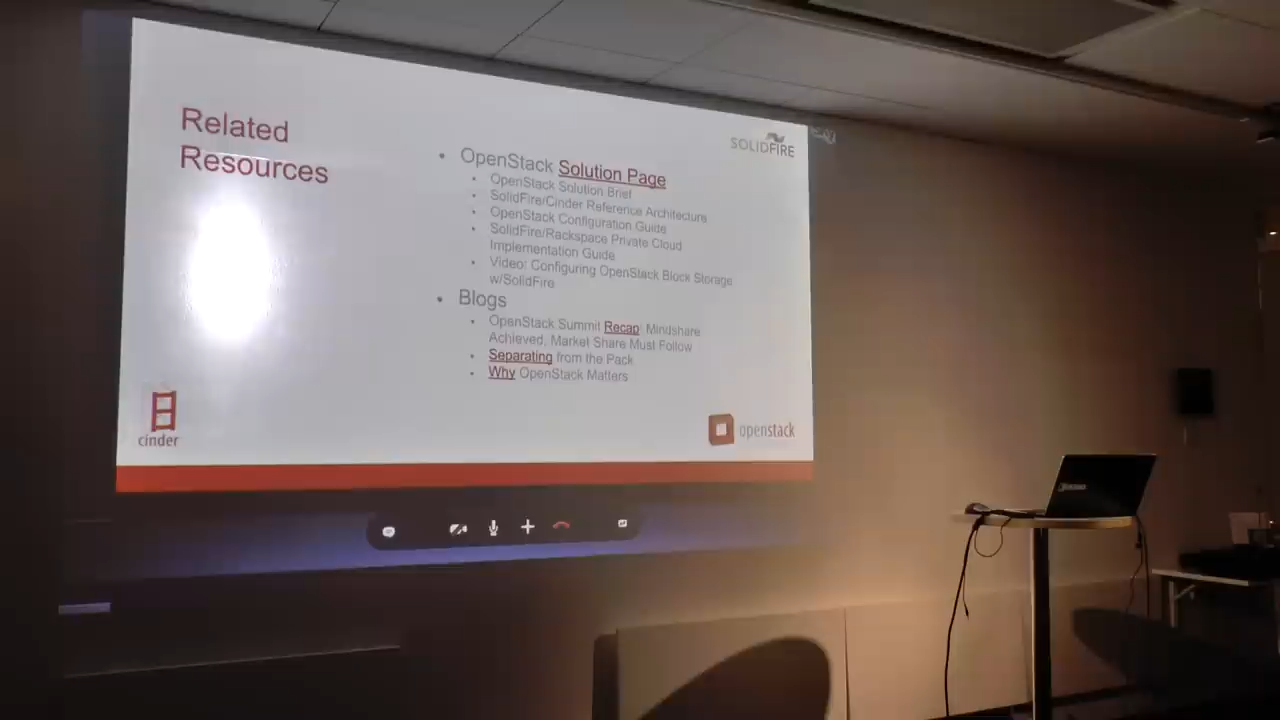 Related
Resources
SOLIDFIRE
• OpenStack Solution Page
• OpenStack Solution Brief
• SolidFire/Cinder Reference Architecture
• OpenStack Configuration Guide
• SolidFire/Rackspace Private Cloud
Implementation Guide
• Video: Configuring OpenStack Block Storage
w/SolidFire
• Blogs
• OpenStack Summit Recap: Mindshare
Achieved, Market Share Must Follow
• Separating from the Pack
• Why OpenStack Matters
cinder
openstack